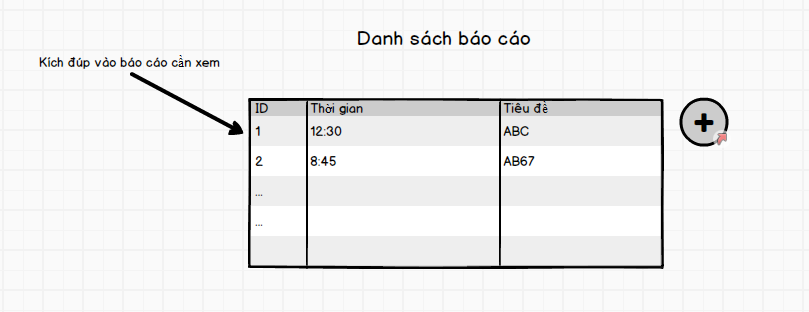 Danh sách báo cáo
Kích đúp vào báo cáo cần xem
ID Thời gian Tiêu đề
1 12:30 ABC
2 8:45 AB67
...
...